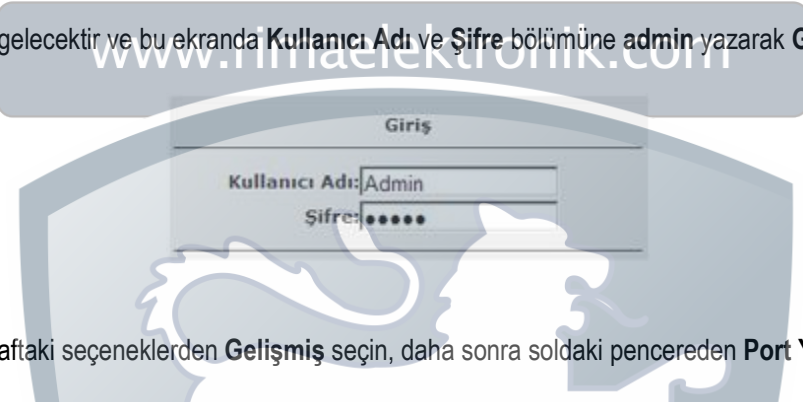 gelecektir ve bu ekranda Kullanıcı Adı ve Şifre bölümüne admin yazarak
www.rimaelektronik.com
Giriş
Kullanıcı Adı: Admin
Şifre: •••••
aftaki seçeneklerden Gelişmiş seçin, daha sonra soldaki pencereden Port